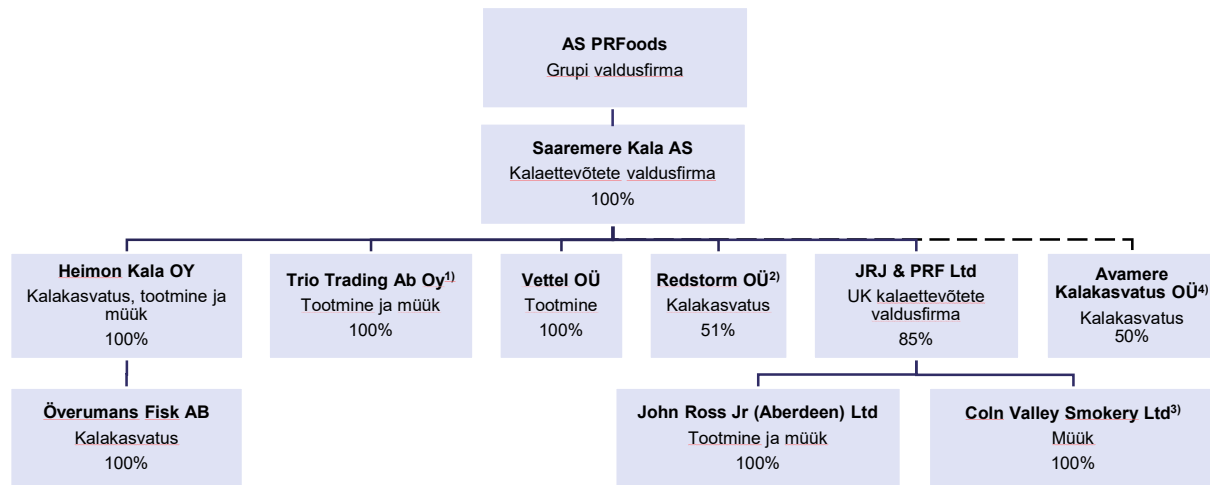 AS PRFoods
Grupi valdusfirma
Saaremere Kala AS
Kalaettevõtete valdusfirma
100%
Heimon Kala OY
Kalakasvatus, tootmine ja
müük
100%
Trio Trading Ab Oy1)
Tootmine ja müük
100%
Vettel OÜ
Tootmine
100%
Redstorm OÜ2)
Kalakasvatus
51%
JRJ & PRF Ltd
UK kalaettevõtete
valdusfirma
85%
Avamere
Kalakasvatus OÜ4)
Kalakasvatus
50%
Överumans Fisk AB
Kalakasvatus
100%
John Ross Jr (Aberdeen) Ltd
Tootmine ja müük
100%
Coln Valley Smokery Ltd3)
Müük
100%